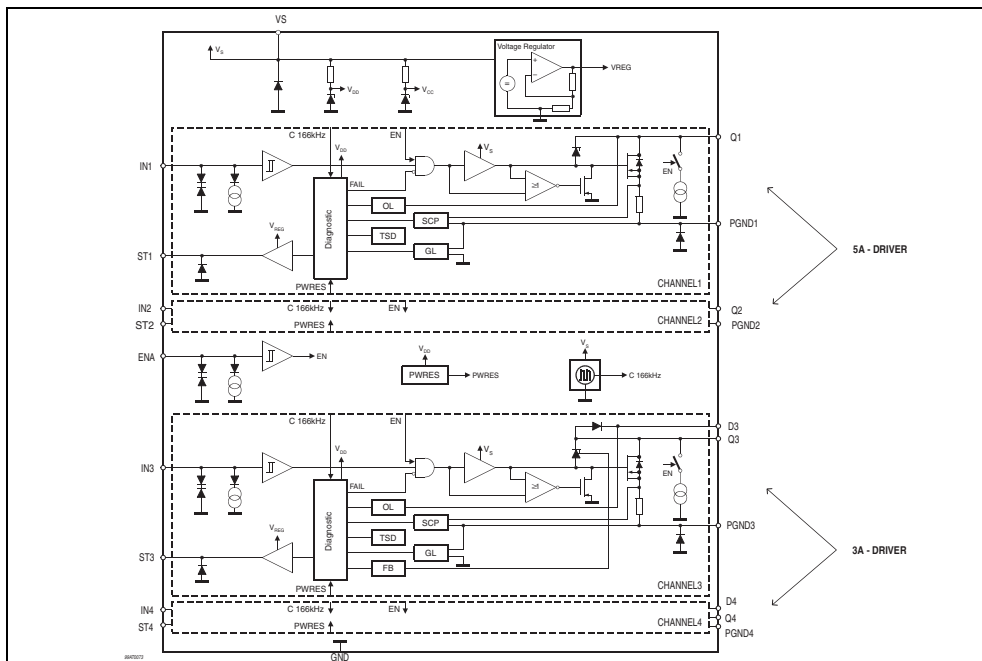 VS
VS
Voltage Regulator
+
−
=
VREG
VDD
VCC
C 166kHz
EN
Q1
VDD
VS
IN1
FAIL
≥1
EN
OL
SCP
PGND1
Diagnostic
TSD
VREG
GL
5A - DRIVER
ST1
PWRES
CHANNEL1
IN2
C 166kHz
EN
Q2
ST2
PWRES
CHANNEL2
PGND2
ENA
EN
VDD
PWRES
PWRES
VS
C 166kHz
C 166kHz
EN
D3
Q3
VDD
VS
IN3
FAIL
≥1
EN
OL
SCP
PGND3
Diagnostic
TSD
VREG
GL
3A - DRIVER
ST3
FB
PWRES
CHANNEL3
D4
IN4
C 166kHz
EN
Q4
ST4
PWRES
CHANNEL4
PGND4
GND